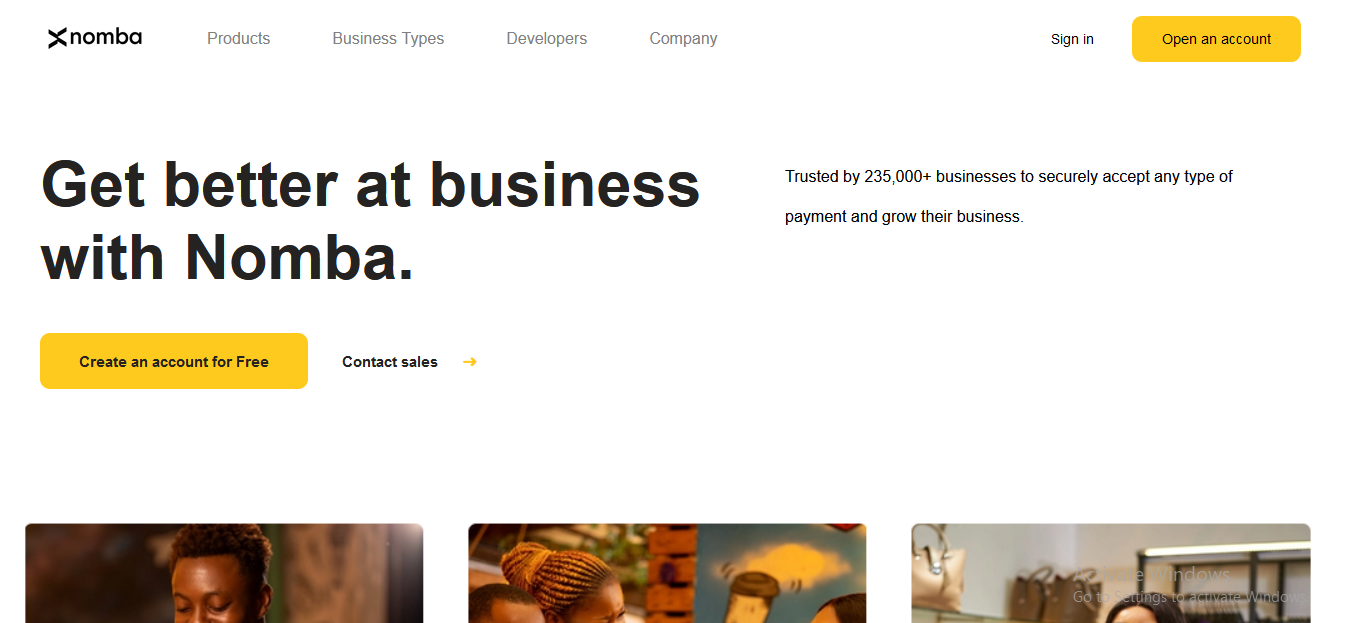 nomba
Products
Business Types
Developers
Company
Sign in
Open an account
Get better at business
with Nomba.
Trusted by 235,000+ businesses to securely accept any type of
payment and grow their business.
Create an account for Free
Contact sales
Activate Windows
Go to Settings to activate Windows.